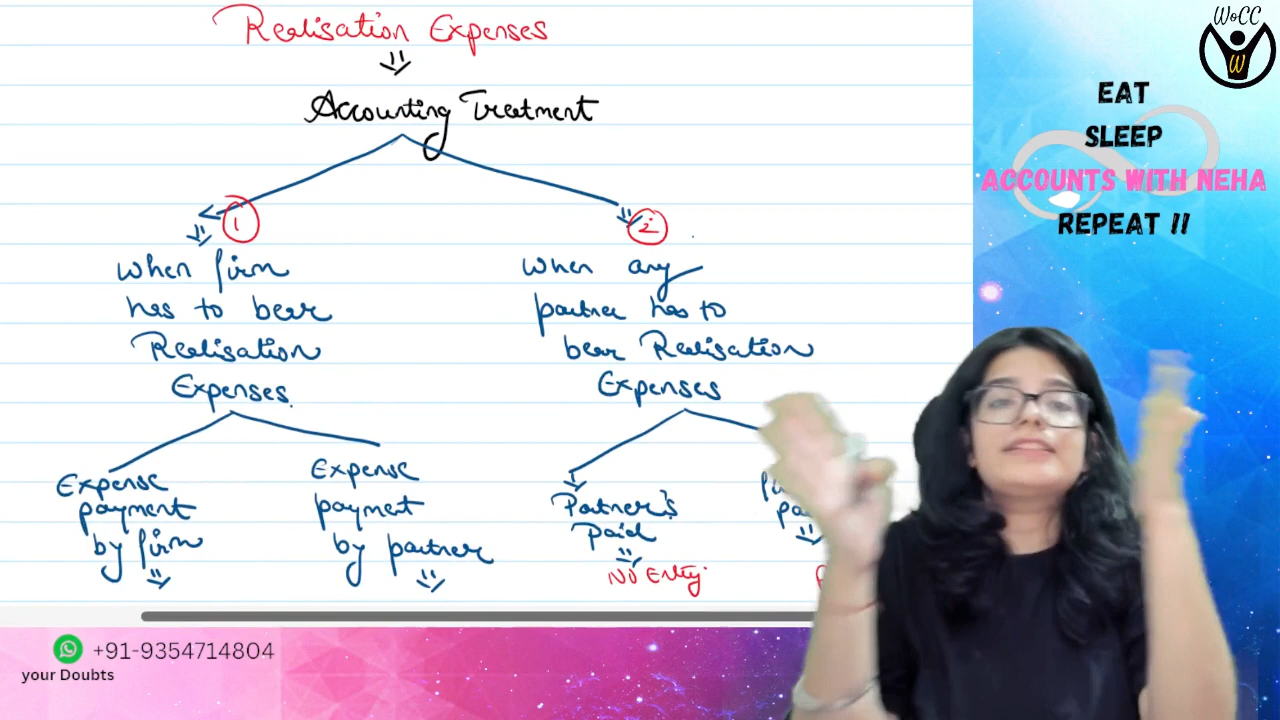 Realisation Expenses
Accounting Treatment
1
2
When firm
has to bear
Realisation
Expenses.
When any
partner has to
bear Realisation
Expenses
Expense
payment
by firm
Expense
payment
by partner
Partner's
Paid
No Entry.
WoCC
W
EAT
SLEEP
ACCOUNTS WITH NEHA
REPEAT !!
+91-9354714804
your Doubts